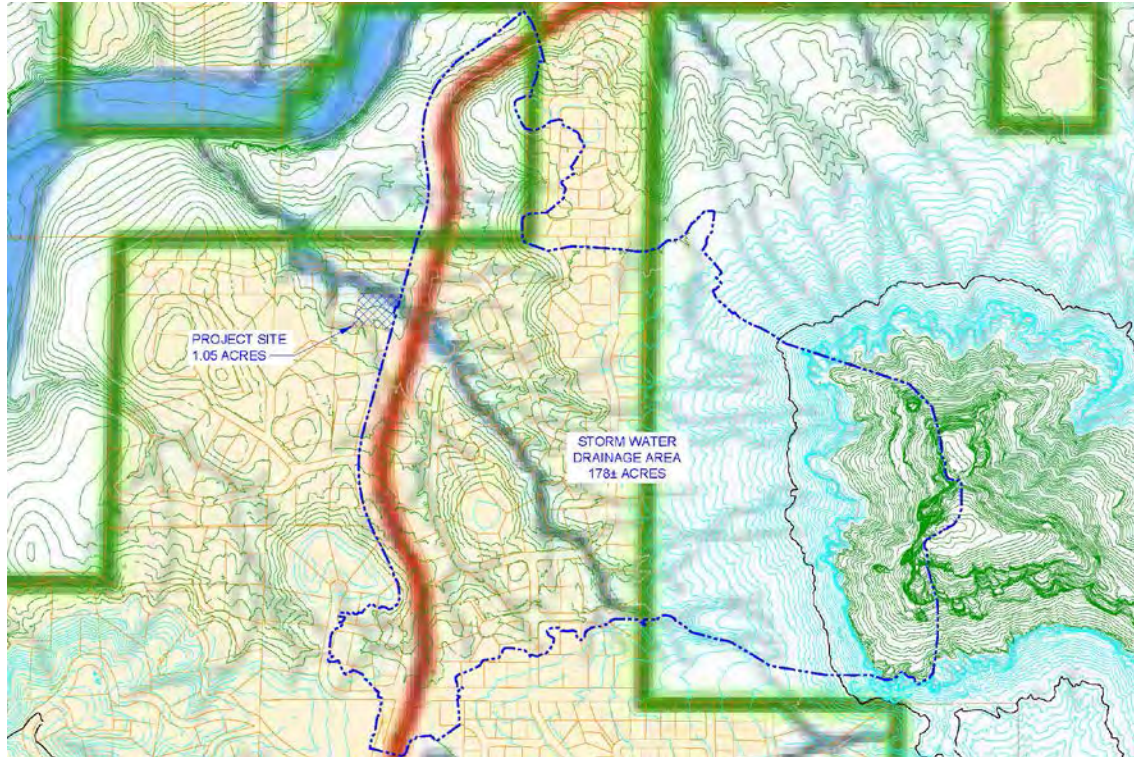 PROJECT SITE
1.05 ACRES
STORM WATER
DRAINAGE AREA
178± ACRES